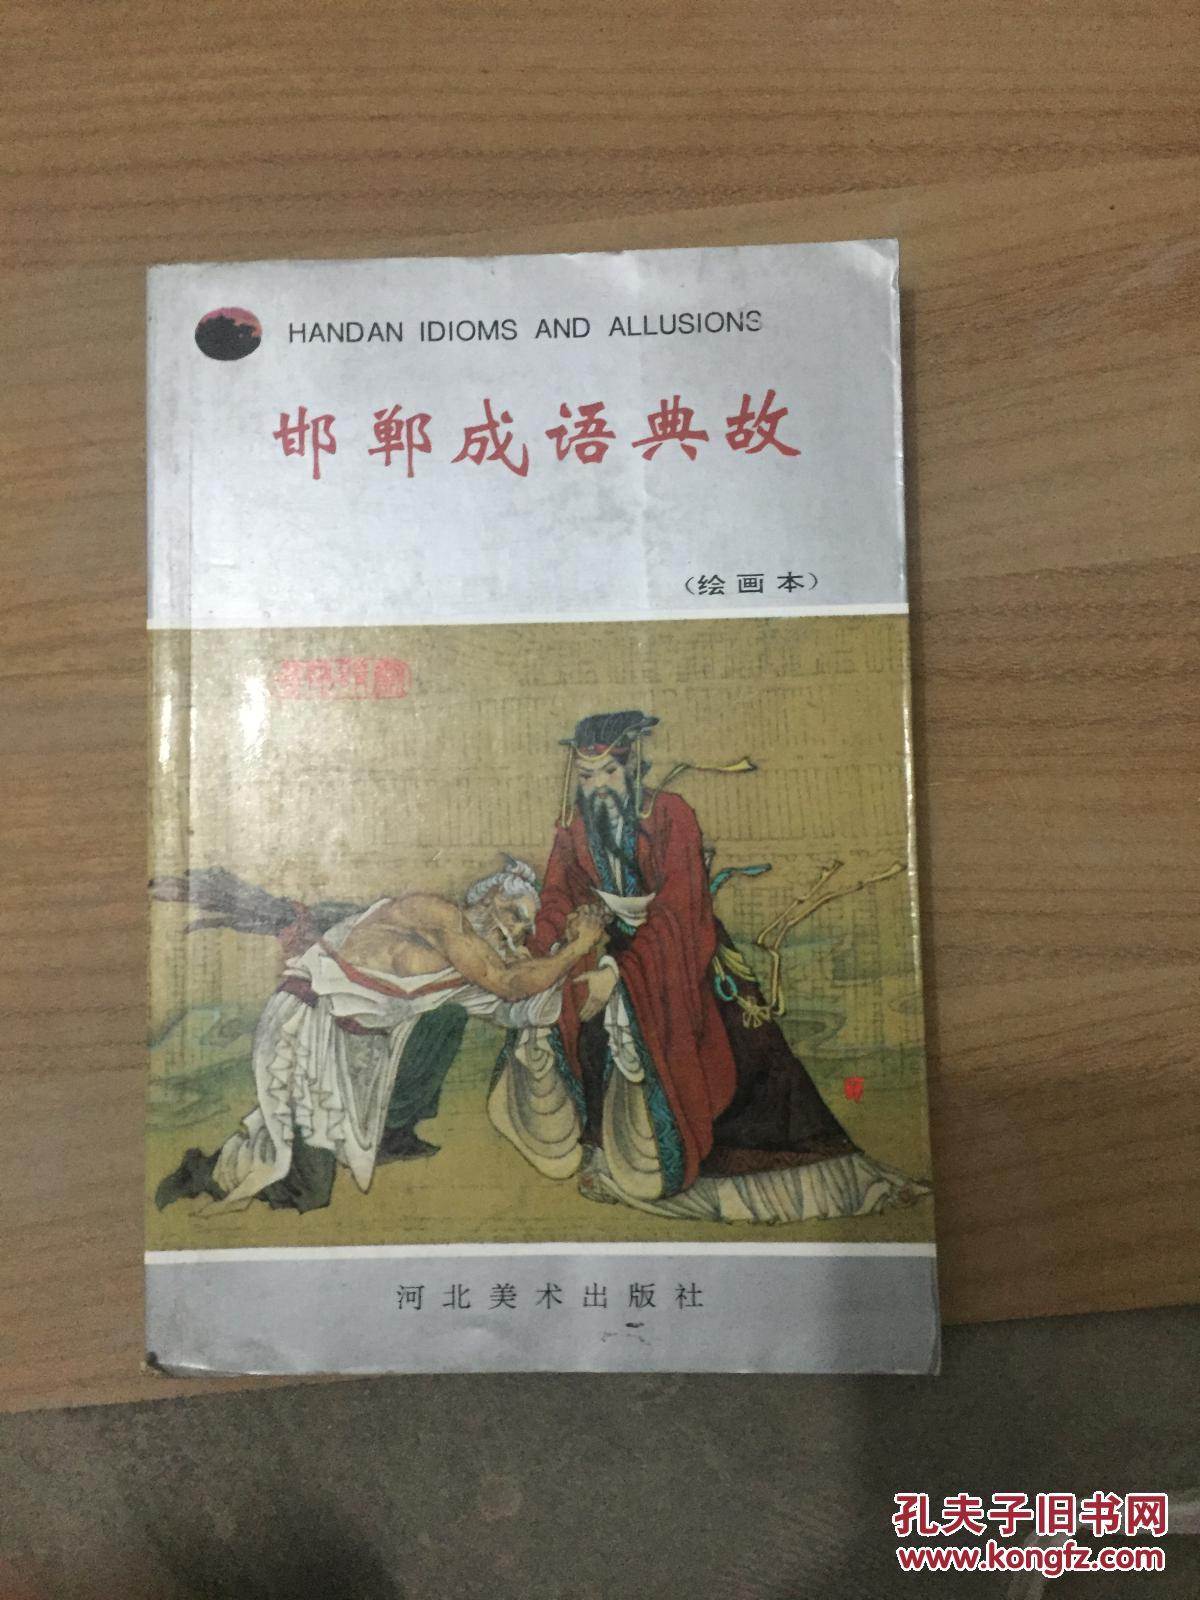 HANDAN IDIOMS AND ALLUSIONS
邯郸成语典故
（绘画本）
河北美术出版社
孔夫子旧书网
www.kongfz.com